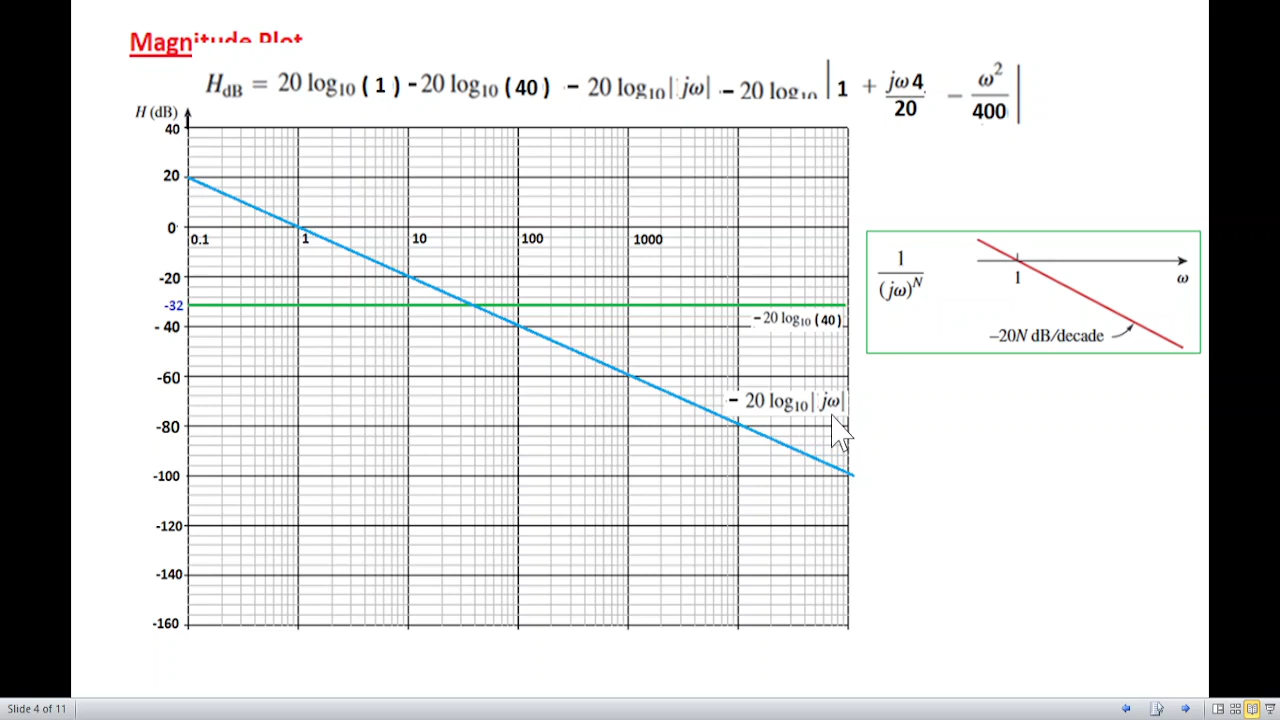 Magnitude Plot
H_dB = 20 log₁₀ ( 1 ) - 20 log₁₀ ( 40 ) - 20 log₁₀| jω| - 20 log₁₀ | 1 + jω4/20 - ω²/400 |
H (dB)
40
20
0
0.1 1 10 100 1000
-20
-32
- 40
- 20 log₁₀ (40)
-60
- 20 log₁₀| jω|
-80
-100
-120
-140
-160
1/(jω)^N
1
ω
–20N dB/decade
Slide 4 of 11